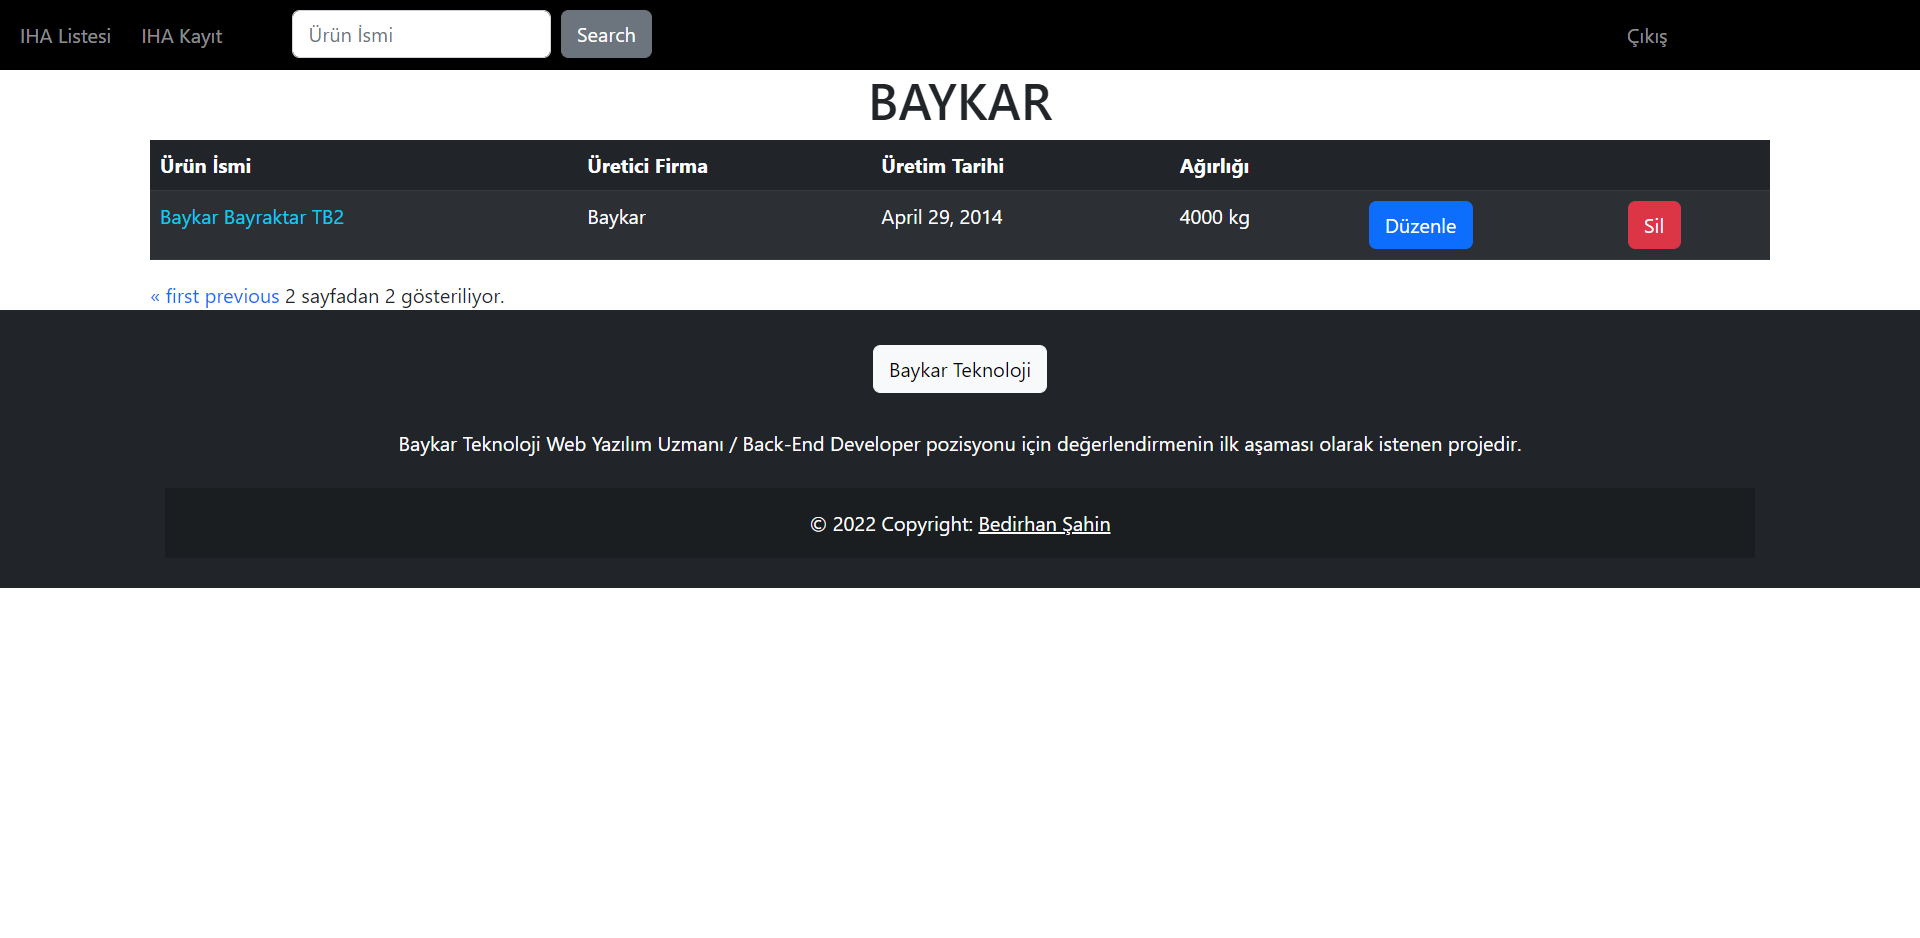 IHA Listesi IHA Kayıt Ürün İsmi Search Çıkış
BAYKAR
Ürün İsmi Üretici Firma Üretim Tarihi Ağırlığı
Baykar Bayraktar TB2 Baykar April 29, 2014 4000 kg Düzenle Sil
« first previous 2 sayfadan 2 gösteriliyor.
Baykar Teknoloji
Baykar Teknoloji Web Yazılım Uzmanı / Back-End Developer pozisyonu için değerlendirmenin ilk aşaması olarak istenen projedir.
© 2022 Copyright: Bedirhan Şahin